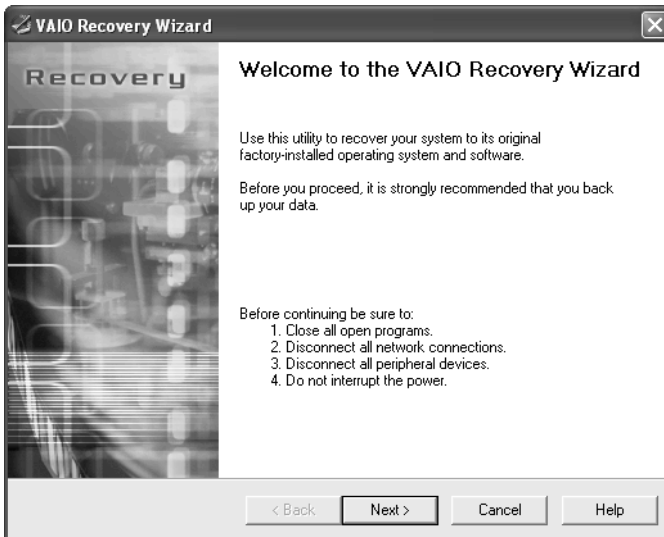 VAIO Recovery Wizard
Recovery
Welcome to the VAIO Recovery Wizard
Use this utility to recover your system to its original
factory-installed operating system and software.
Before you proceed, it is strongly recommended that you back
up your data.
Before continuing be sure to:
1. Close all open programs.
2. Disconnect all network connections.
3. Disconnect all peripheral devices.
4. Do not interrupt the power.
< Back
Next >
Cancel
Help